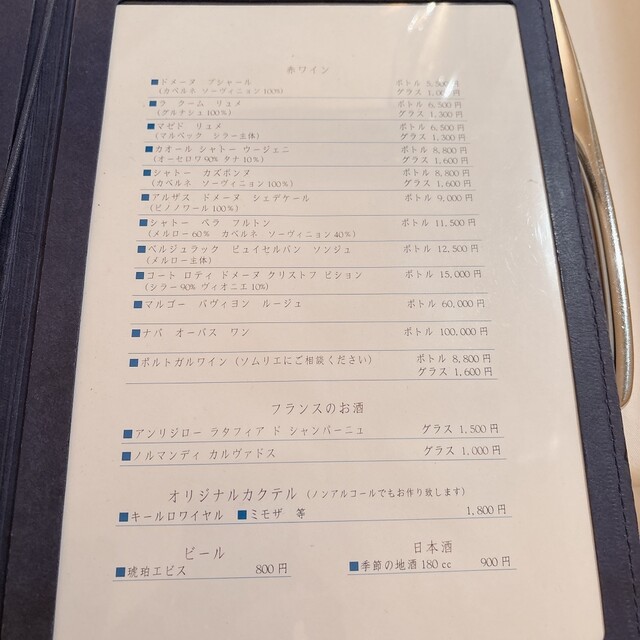 赤ワイン
■ドメーヌ プシャール ボトル 5,500円
(カベルネ ソーヴィニョン100%) グラス 1,000円
■ラ クーム リュメ ボトル 6,500円
(グルナシュ100%) グラス 1,300円
■マゼド リュメ ボトル 6,500円
(マルベック シラー主体) グラス 1,300円
■カオール シャトー ウージェニ ボトル 8,800円
(オーセロワ90% タナ10%) グラス 1,600円
■シャトー カズボンヌ ボトル 8,800円
(カベルネ ソーヴィニョン100%) グラス 1,600円
■アルザス ドメーヌ シェデケール ボトル 9,000円
(ピノノワール100%)
■シャトー ベラ フルトン ボトル 11,500円
(メルロー60% カベルネ ソーヴィニョン40%)
■ベルジュラック ピュイセルバン ソンジュ ボトル 12,500円
(メルロー主体)
■コート ロティ ドメーヌ クリストフ ピション ボトル 15,000円
(シラー90% ヴィオニエ10%)
■マルゴー パヴィヨン ルージュ ボトル 60,000円
■ナパ オーパス ワン ボトル 100,000円
■ポルトガルワイン(ソムリエにご相談ください) ボトル 8,800円
グラス 1,600円
フランスのお酒
■アンリジロー ラタフィア ド シャンパーニュ グラス 1,500円
■ノルマンディ カルヴァドス グラス 1,000円
オリジナルカクテル(ノンアルコールでもお作り致します)
■キールロワイヤル ■ミモザ 等 1,800円
ビール 日本酒
■琥珀エビス 800円 ■季節の地酒180cc 900円